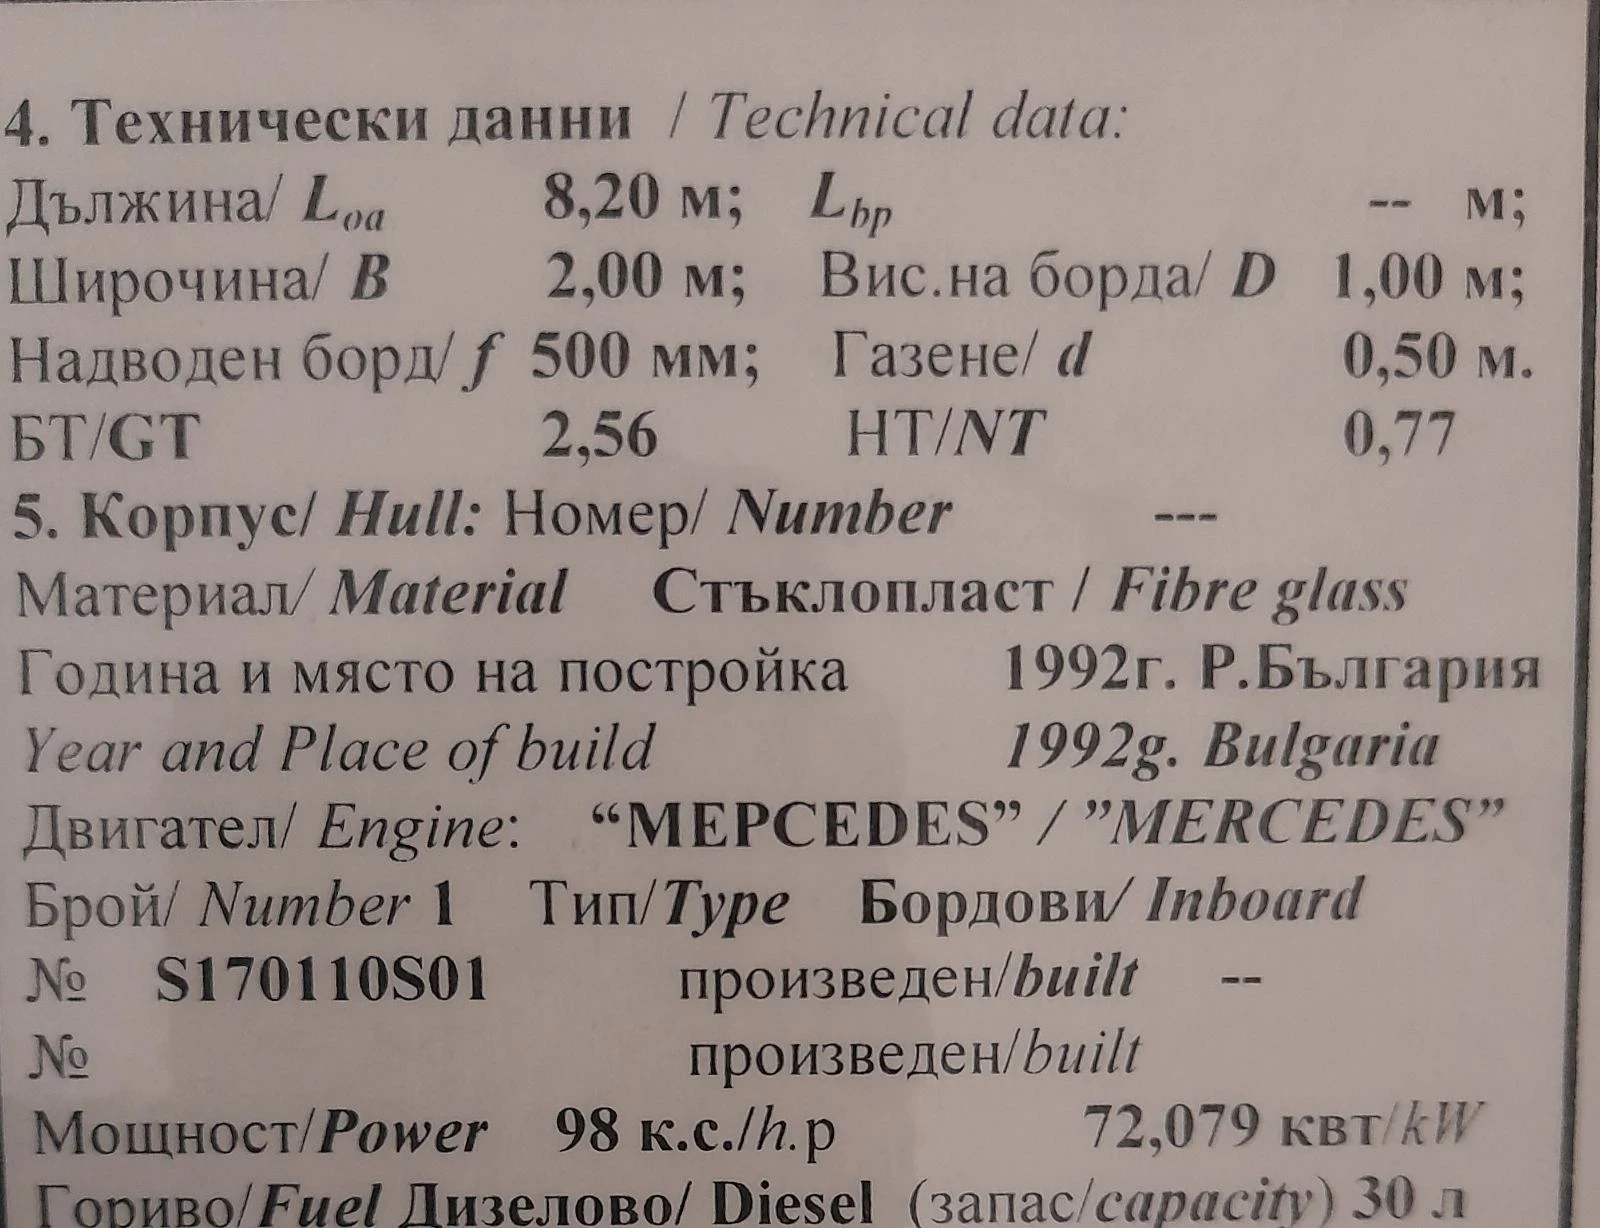 4. Технически данни / Technical data:
Дължина/ Loa 8,20 м; Lbp -- м;
Широчина/ B 2,00 м; Вис.на борда/ D 1,00 м;
Надводен борд/ f 500 мм; Газене/ d 0,50 м.
БТ/GT 2,56 НТ/NT 0,77
5. Корпус/ Hull: Номер/ Number ---
Материал/ Material Стъклопласт / Fibre glass
Година и място на постройка 1992г. Р.България
Year and Place of build 1992g. Bulgaria
Двигател/ Engine: “МЕРCEDES” / ”MERCEDES”
Брой/ Number 1 Тип/Type Бордови/ Inboard
№ S170110S01 произведен/built --
№ произведен/built
Мощност/Power 98 к.с./h.p 72,079 квт/kW
Гориво/Fuel Дизелово/ Diesel (запас/capacity) 30 л